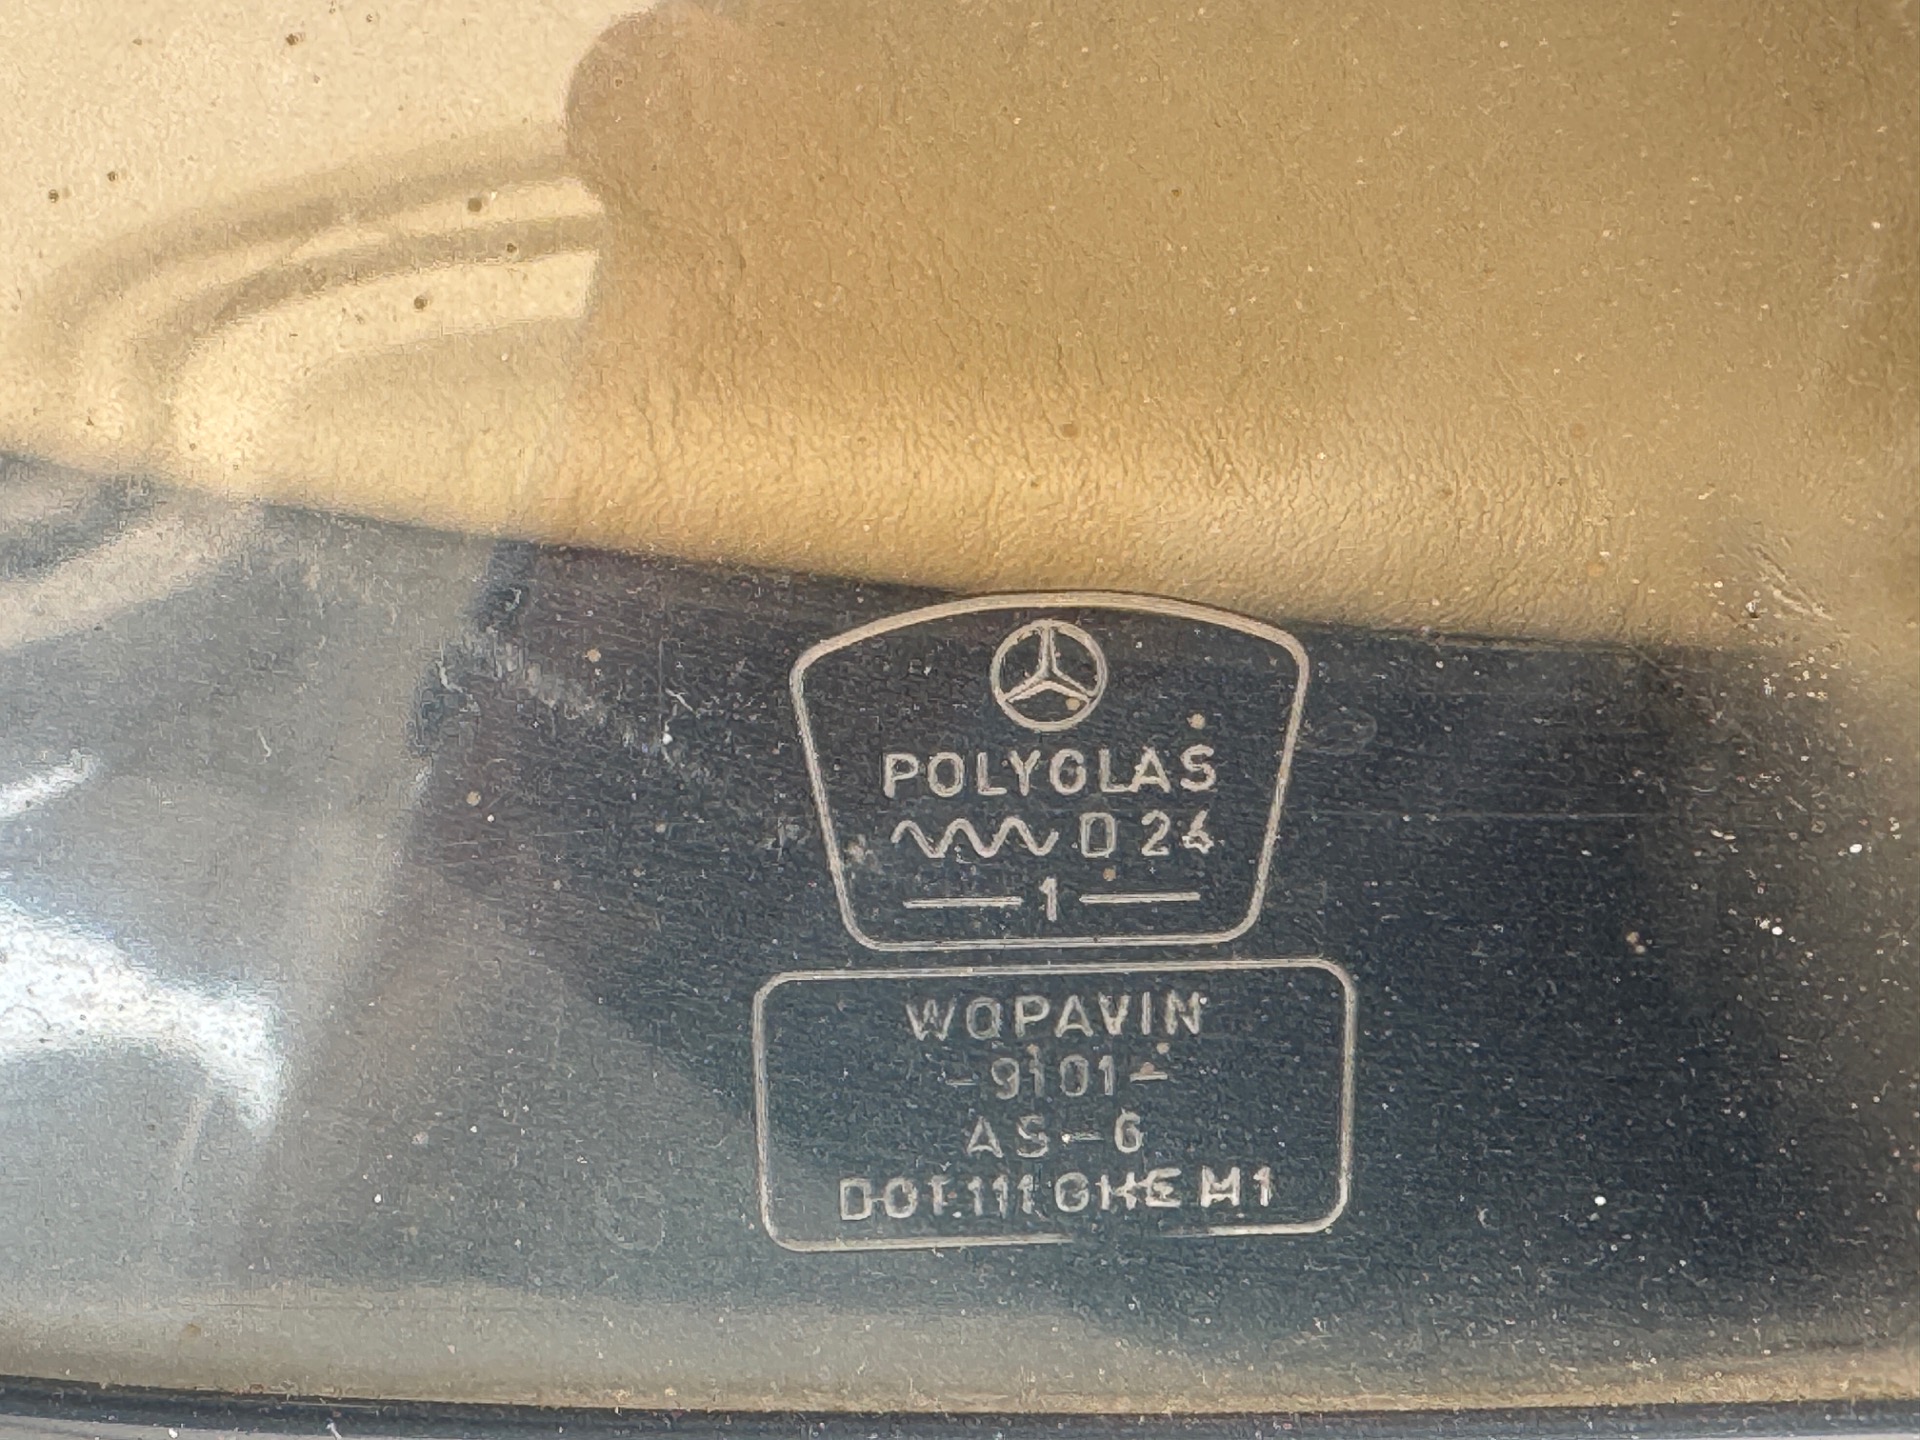 POLYGLAS
D 24
1
WOPAVIN
-9101-
AS-6
DOT.111 GHE M1